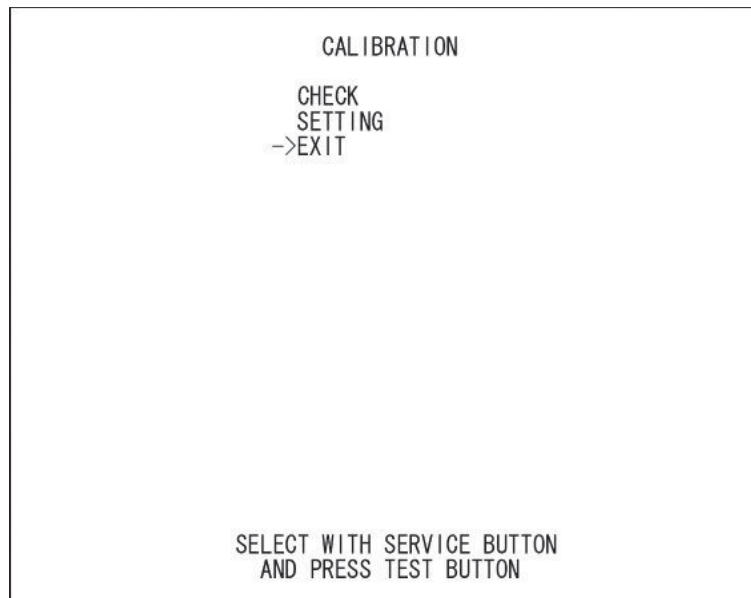 CALIBRATION
CHECK
SETTING
->EXIT
SELECT WITH SERVICE BUTTON
AND PRESS TEST BUTTON